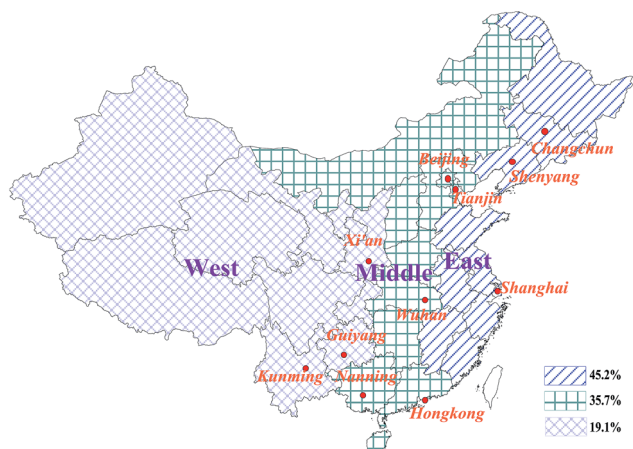 Changchun
Beijing
Shenyang
Tianjin
Xi'an
West
Middle
East
Shanghai
Wuhan
Guiyang
Kunming
Nanning
Hongkong
45.2%
35.7%
19.1%